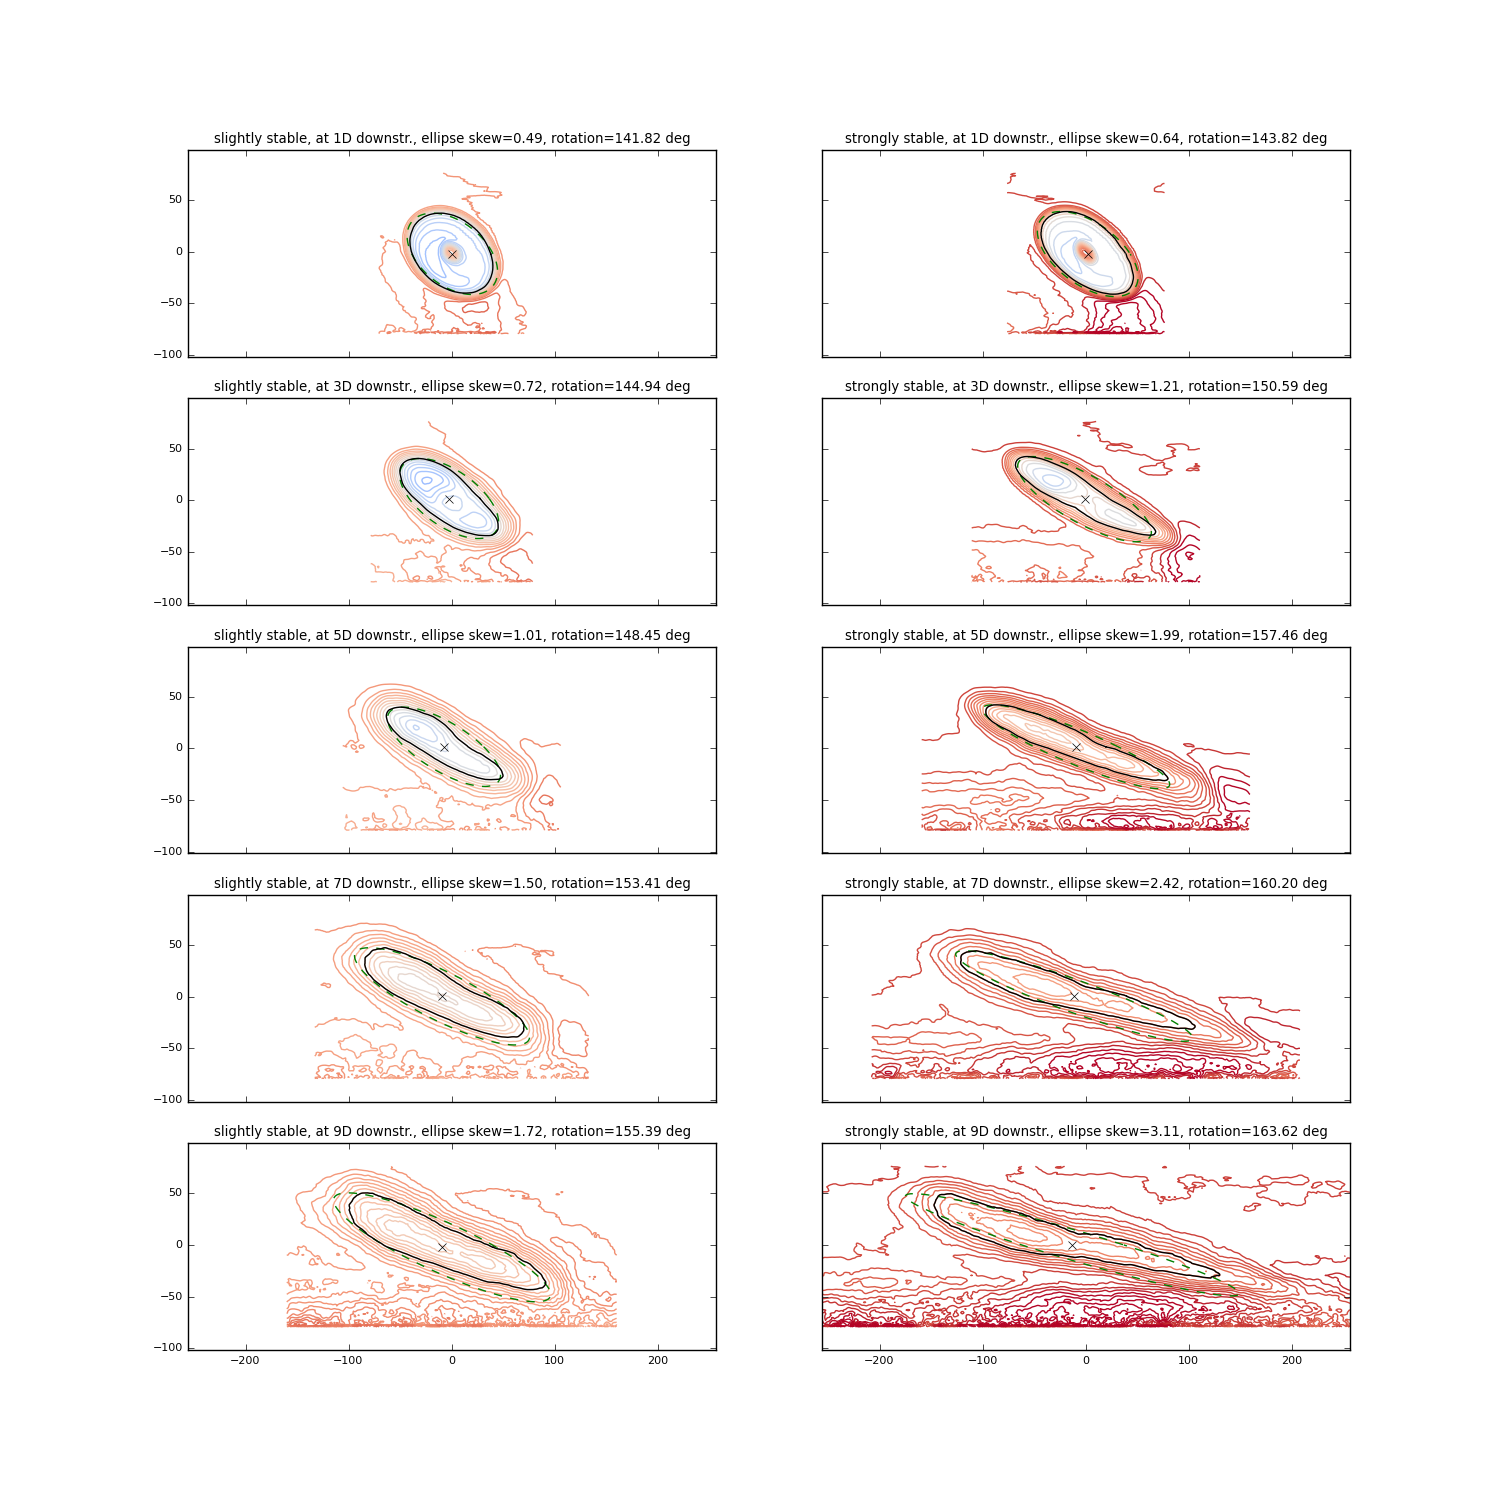 slightly stable, at 1D downstr., ellipse skew=0.49, rotation=141.82 deg
strongly stable, at 1D downstr., ellipse skew=0.64, rotation=143.82 deg
50
0
−50
−100
slightly stable, at 3D downstr., ellipse skew=0.72, rotation=144.94 deg
strongly stable, at 3D downstr., ellipse skew=1.21, rotation=150.59 deg
50
0
−50
−100
slightly stable, at 5D downstr., ellipse skew=1.01, rotation=148.45 deg
strongly stable, at 5D downstr., ellipse skew=1.99, rotation=157.46 deg
50
0
−50
−100
slightly stable, at 7D downstr., ellipse skew=1.50, rotation=153.41 deg
strongly stable, at 7D downstr., ellipse skew=2.42, rotation=160.20 deg
50
0
−50
−100
slightly stable, at 9D downstr., ellipse skew=1.72, rotation=155.39 deg
strongly stable, at 9D downstr., ellipse skew=3.11, rotation=163.62 deg
50
0
−50
−100
−200 −100 0 100 200
−200 −100 0 100 200